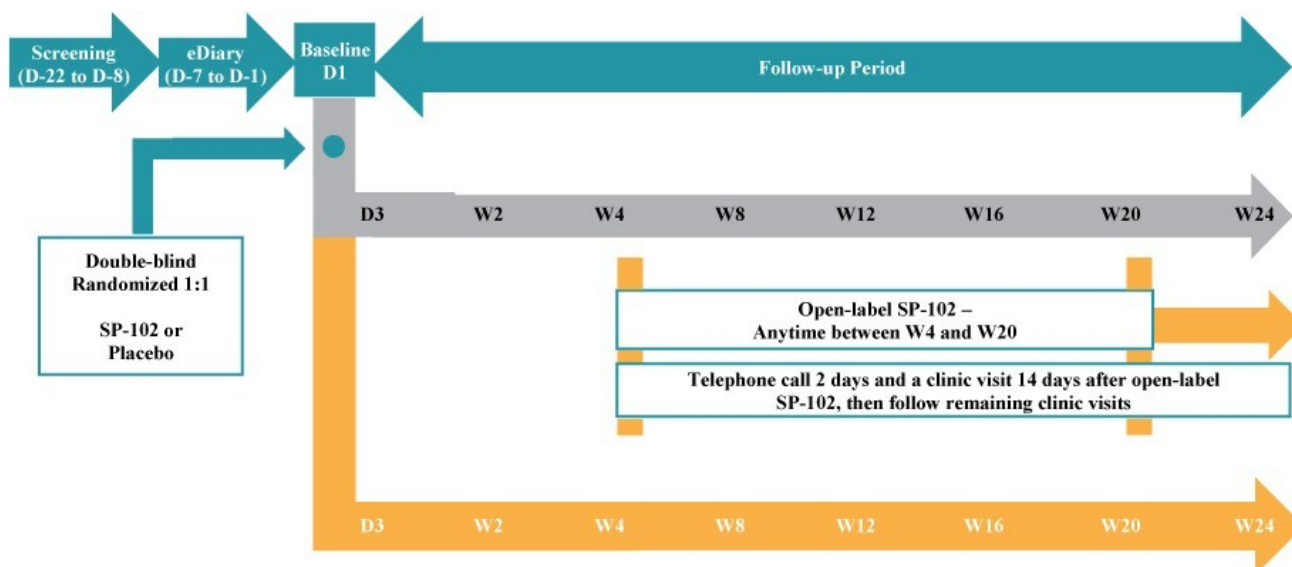 Screening
(D-22 to D-8)
eDiary
(D-7 to D-1)
Baseline
D1
Follow-up Period
D3 W2 W4 W8 W12 W16 W20 W24
Double-blind
Randomized 1:1
SP-102 or
Placebo
Open-label SP-102 –
Anytime between W4 and W20
Telephone call 2 days and a clinic visit 14 days after open-label
SP-102, then follow remaining clinic visits
D3 W2 W4 W8 W12 W16 W20 W24